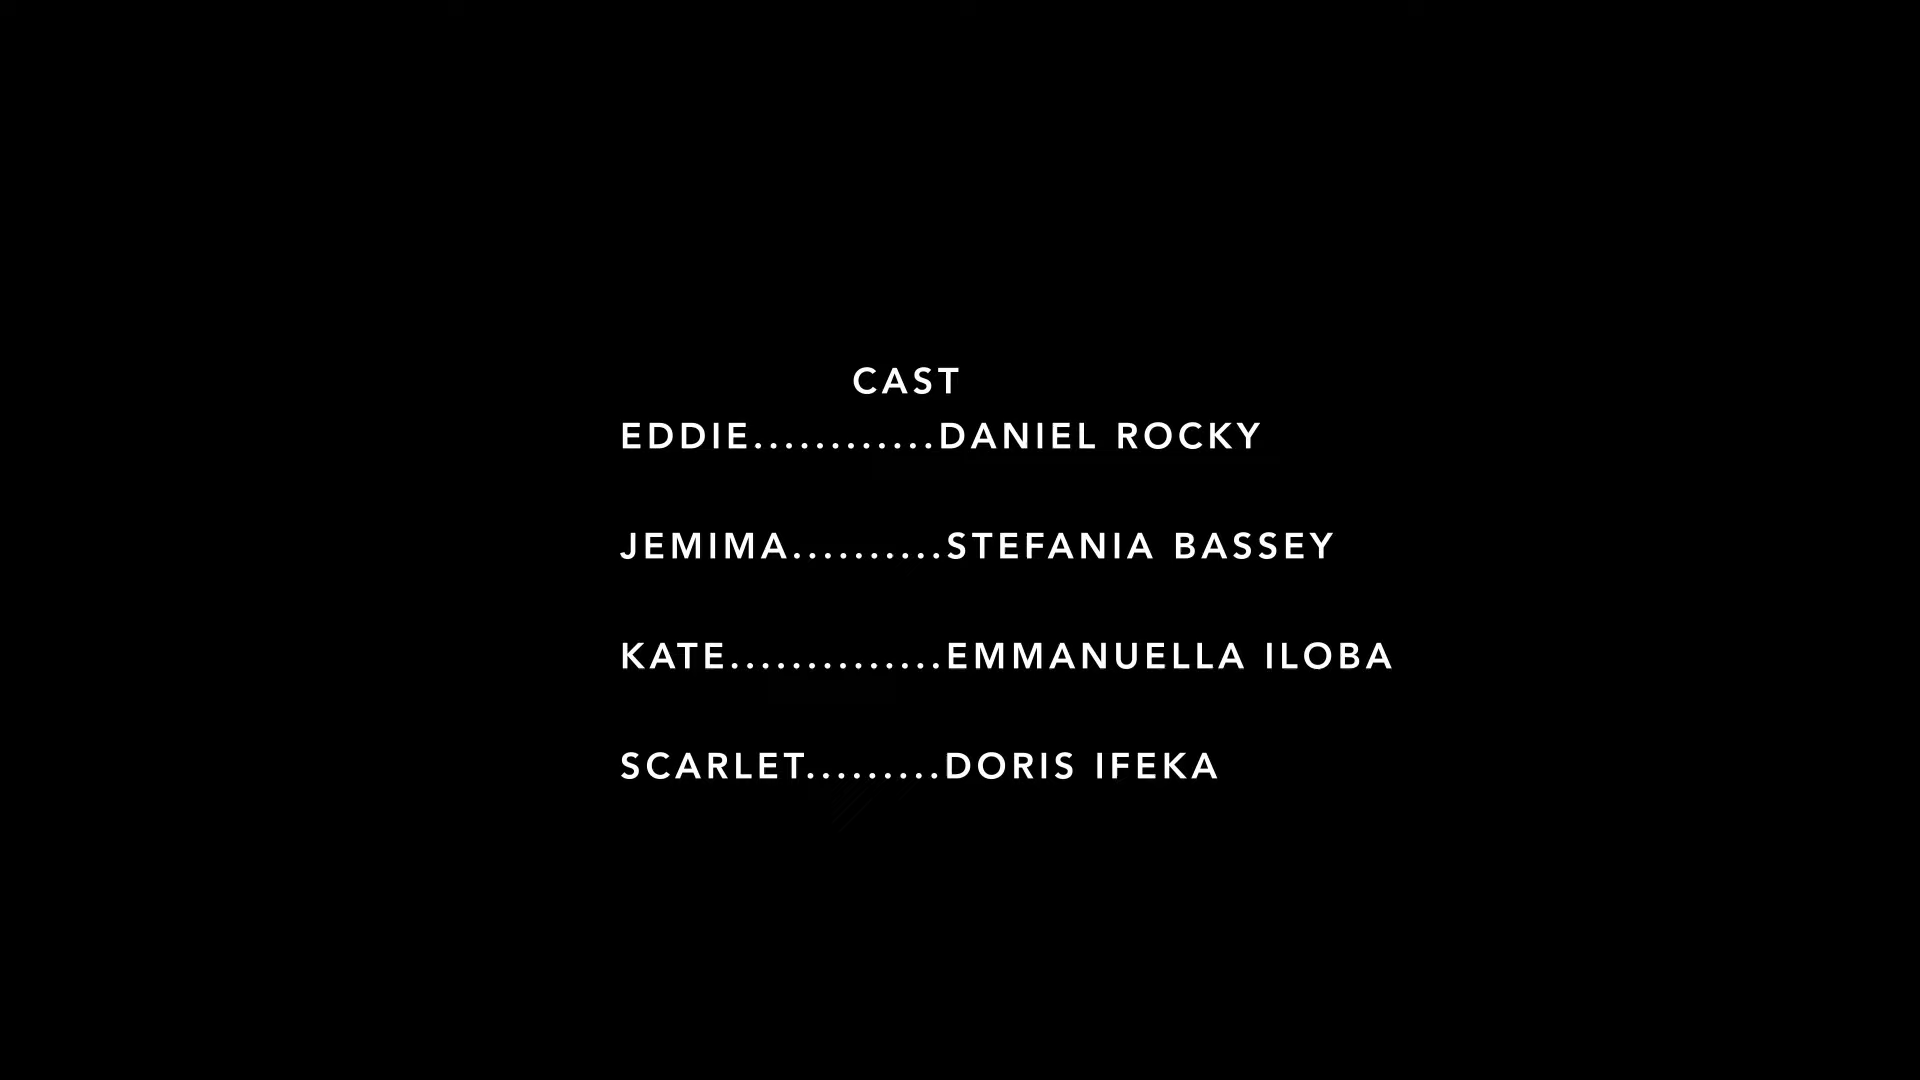 CAST
EDDIE............DANIEL ROCKY
JEMIMA..........STEFANIA BASSEY
KATE..............EMMANUELLA ILOBA
SCARLET.........DORIS IFEKA